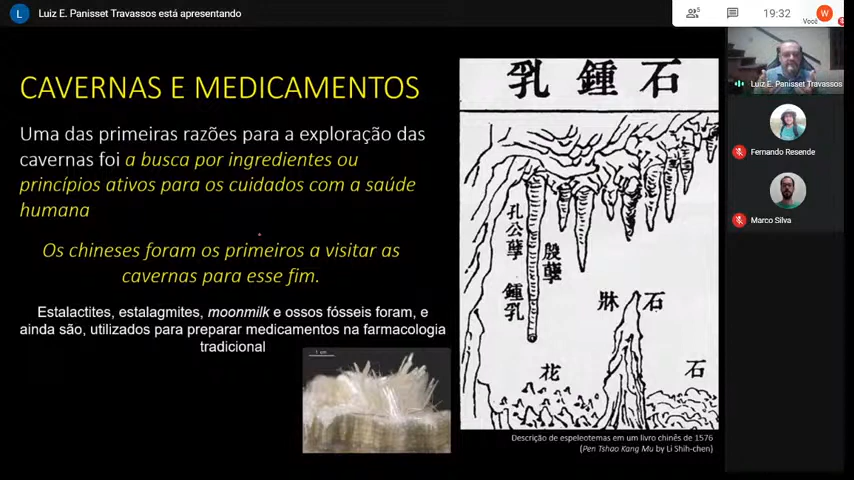 L Luiz E. Panisset Travassos está apresentando
5
19:32
W
Você
CAVERNAS E MEDICAMENTOS
Uma das primeiras razões para a exploração das
cavernas foi a busca por ingredientes ou
princípios ativos para os cuidados com a saúde
humana
Os chineses foram os primeiros a visitar as
cavernas para esse fim.
Estalactites, estalagmites, moonmilk e ossos fósseis foram, e
ainda são, utilizados para preparar medicamentos na farmacologia
tradicional
1 cm
乳 鍾 石
孔公孽
殷孽
鍾乳
牀 石
花
石
Descrição de espeleotemas em um livro chinês de 1576
(Pen Tshao Kang Mu by Li Shih-chen)
Luiz E. Panisset Travassos
Fernando Resende
Marco Silva